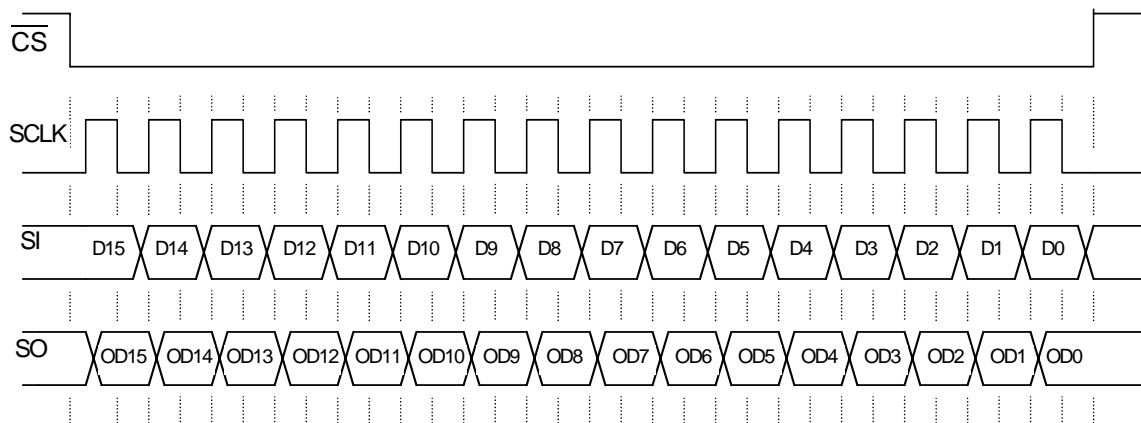 CS
SCLK
SI D15 D14 D13 D12 D11 D10 D9 D8 D7 D6 D5 D4 D3 D2 D1 D0
SO OD15 OD14 OD13 OD12 OD11 OD10 OD9 OD8 OD7 OD6 OD5 OD4 OD3 OD2 OD1 OD0